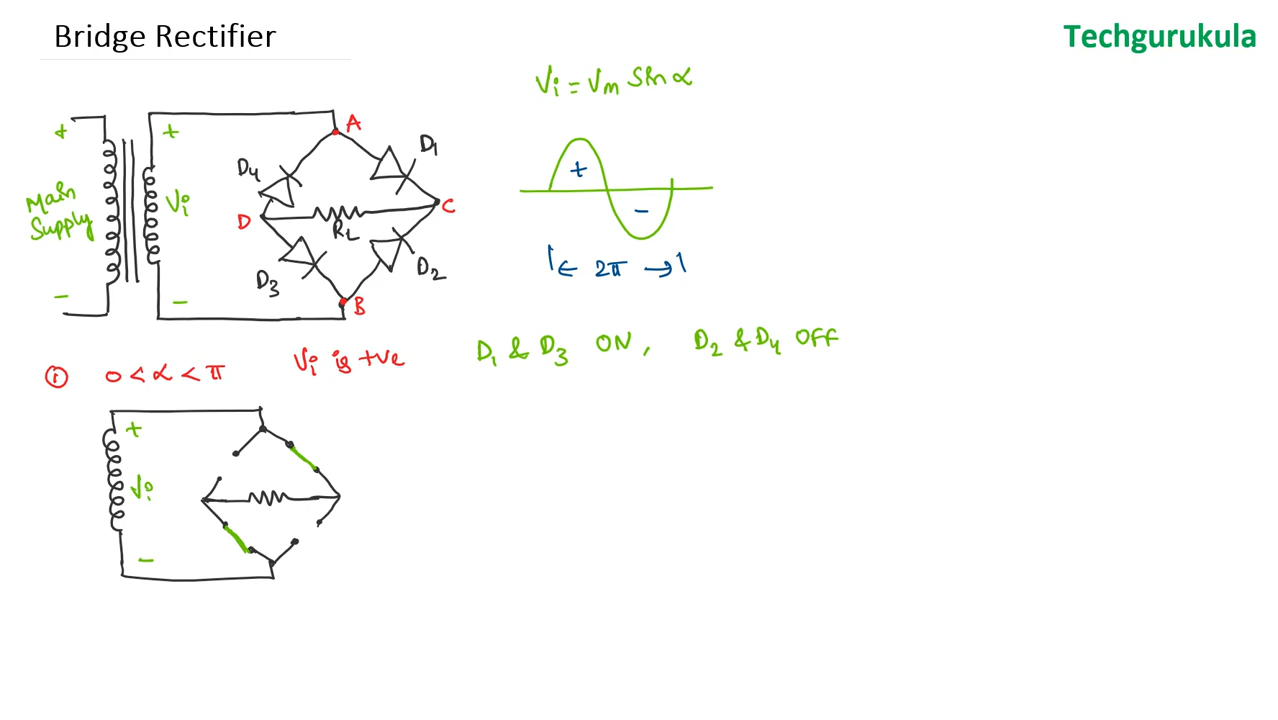 Bridge Rectifier
Techgurukula
Vi = Vm Sin α
+
A
+
D1
D4
+
Main Supply
Vi
D
C
RL
-
D3
D2
2π
-
-
B
① 0 < α < π
Vi is +ve
D1 & D3 ON, D2 & D4 OFF
+
Vi
-